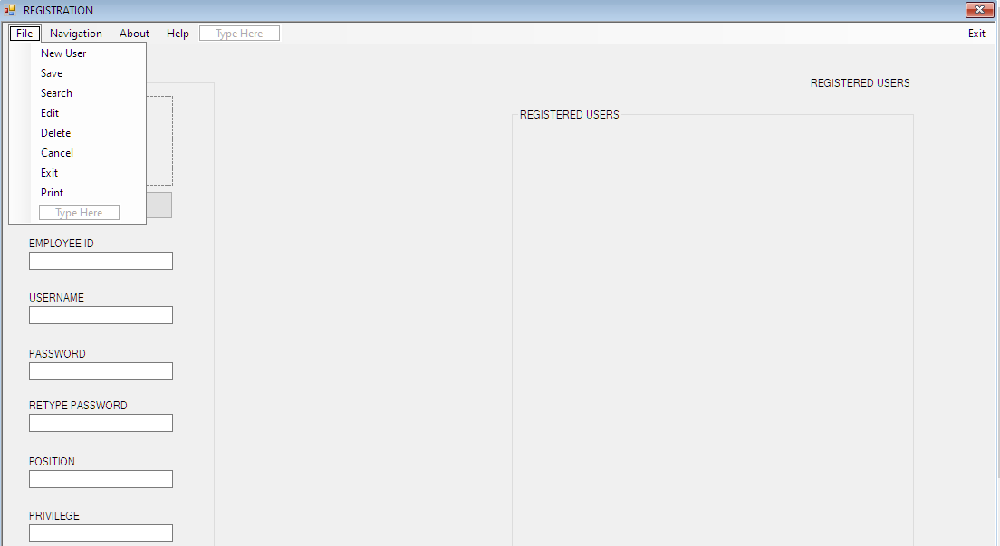 REGISTRATION
File Navigation About Help Type Here Exit
New User
Save
Search
Edit
Delete
Cancel
Exit
Print
Type Here
REGISTERED USERS
REGISTERED USERS
EMPLOYEE ID
USERNAME
PASSWORD
RETYPE PASSWORD
POSITION
PRIVILEGE